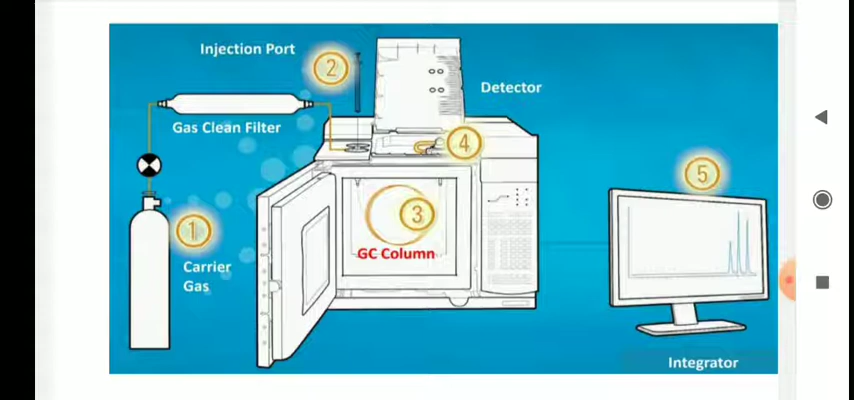 Injection Port
2
Detector
Gas Clean Filter
4
5
3
1
GC Column
Carrier
Gas
Integrator